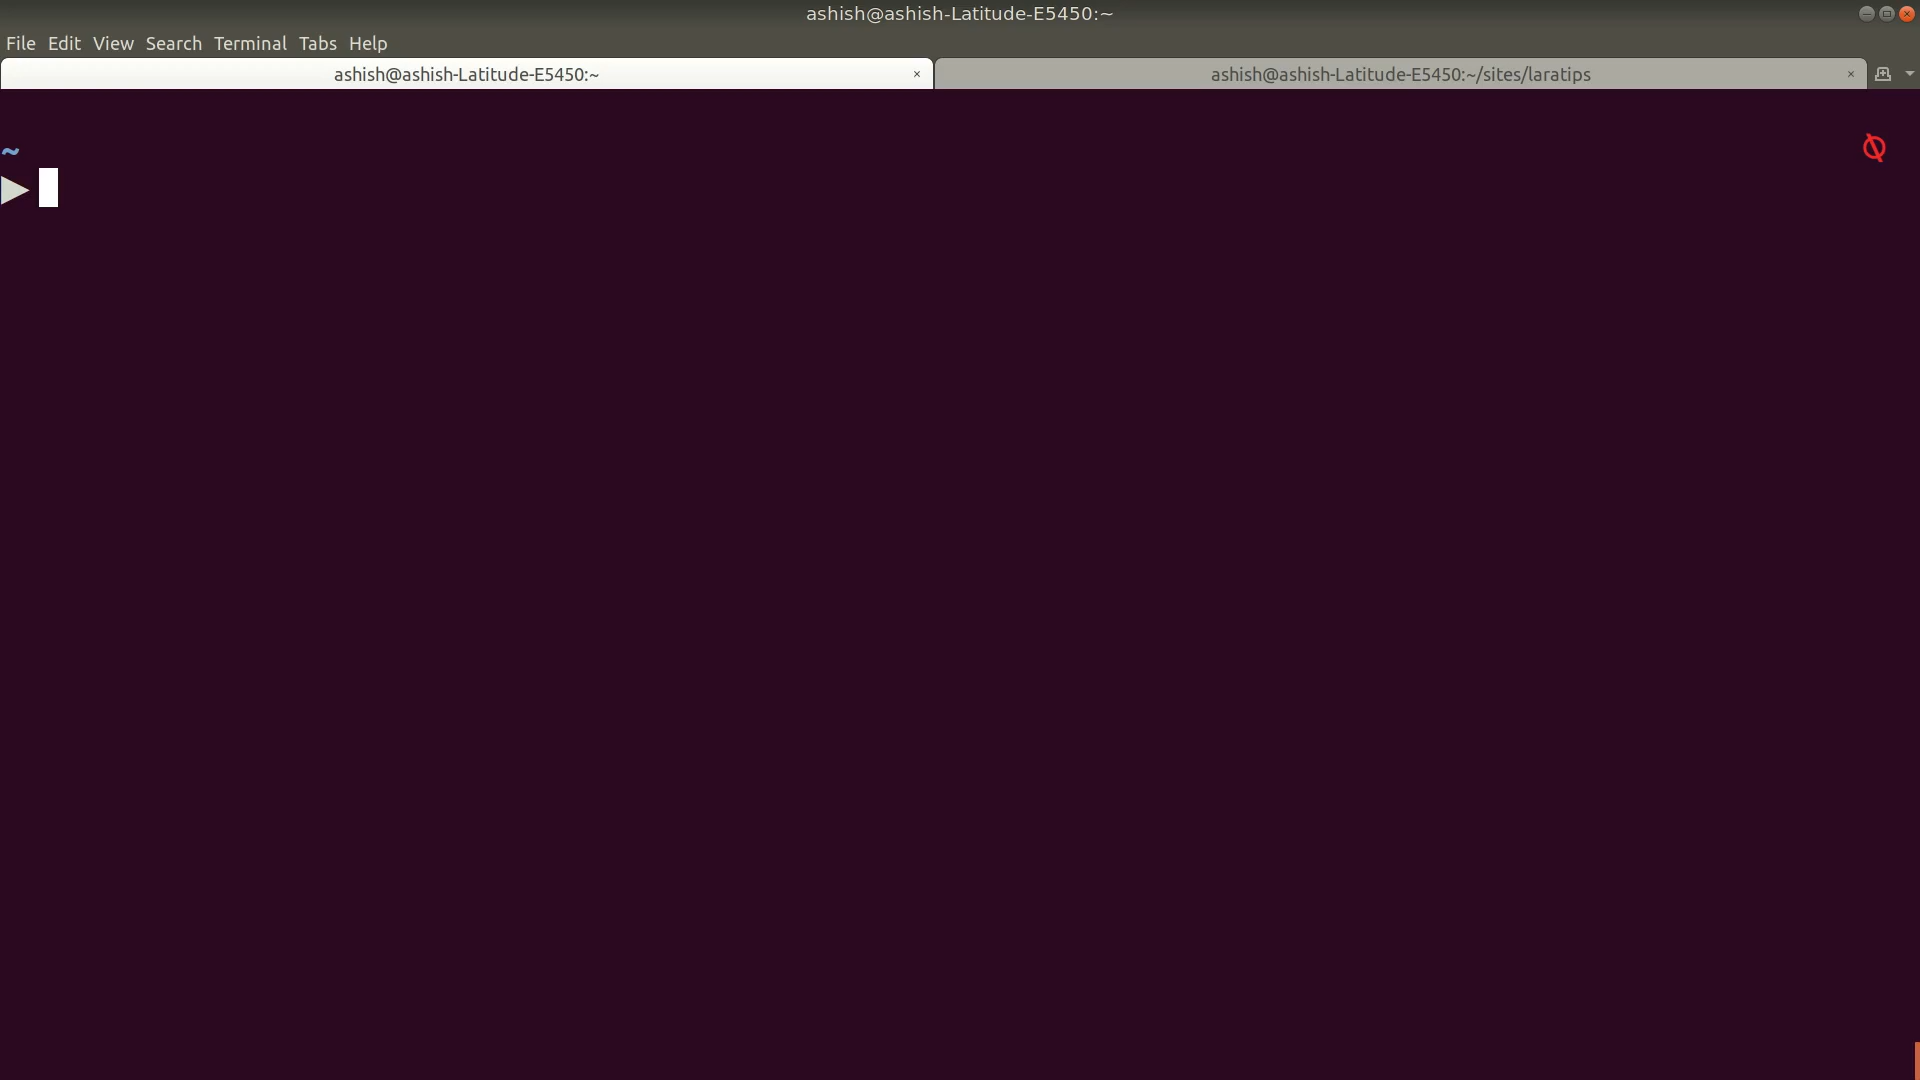 ashish@ashish-Latitude-E5450:~
File Edit View Search Terminal Tabs Help
ashish@ashish-Latitude-E5450:~ × ashish@ashish-Latitude-E5450:~/sites/laratips ×
~
▶